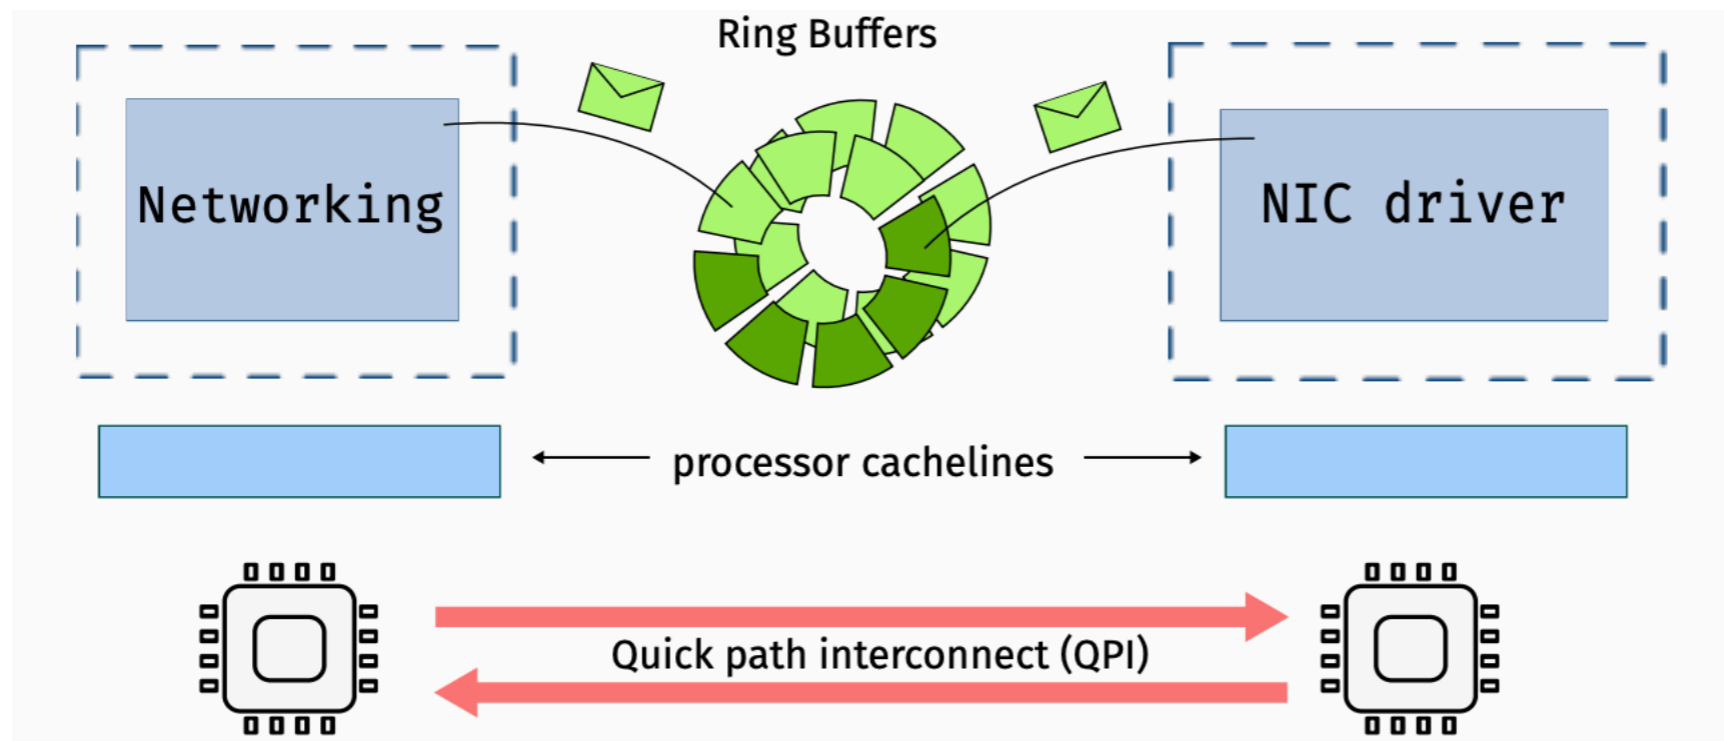 Ring Buffers
Networking
NIC driver
processor cachelines
Quick path interconnect (QPI)